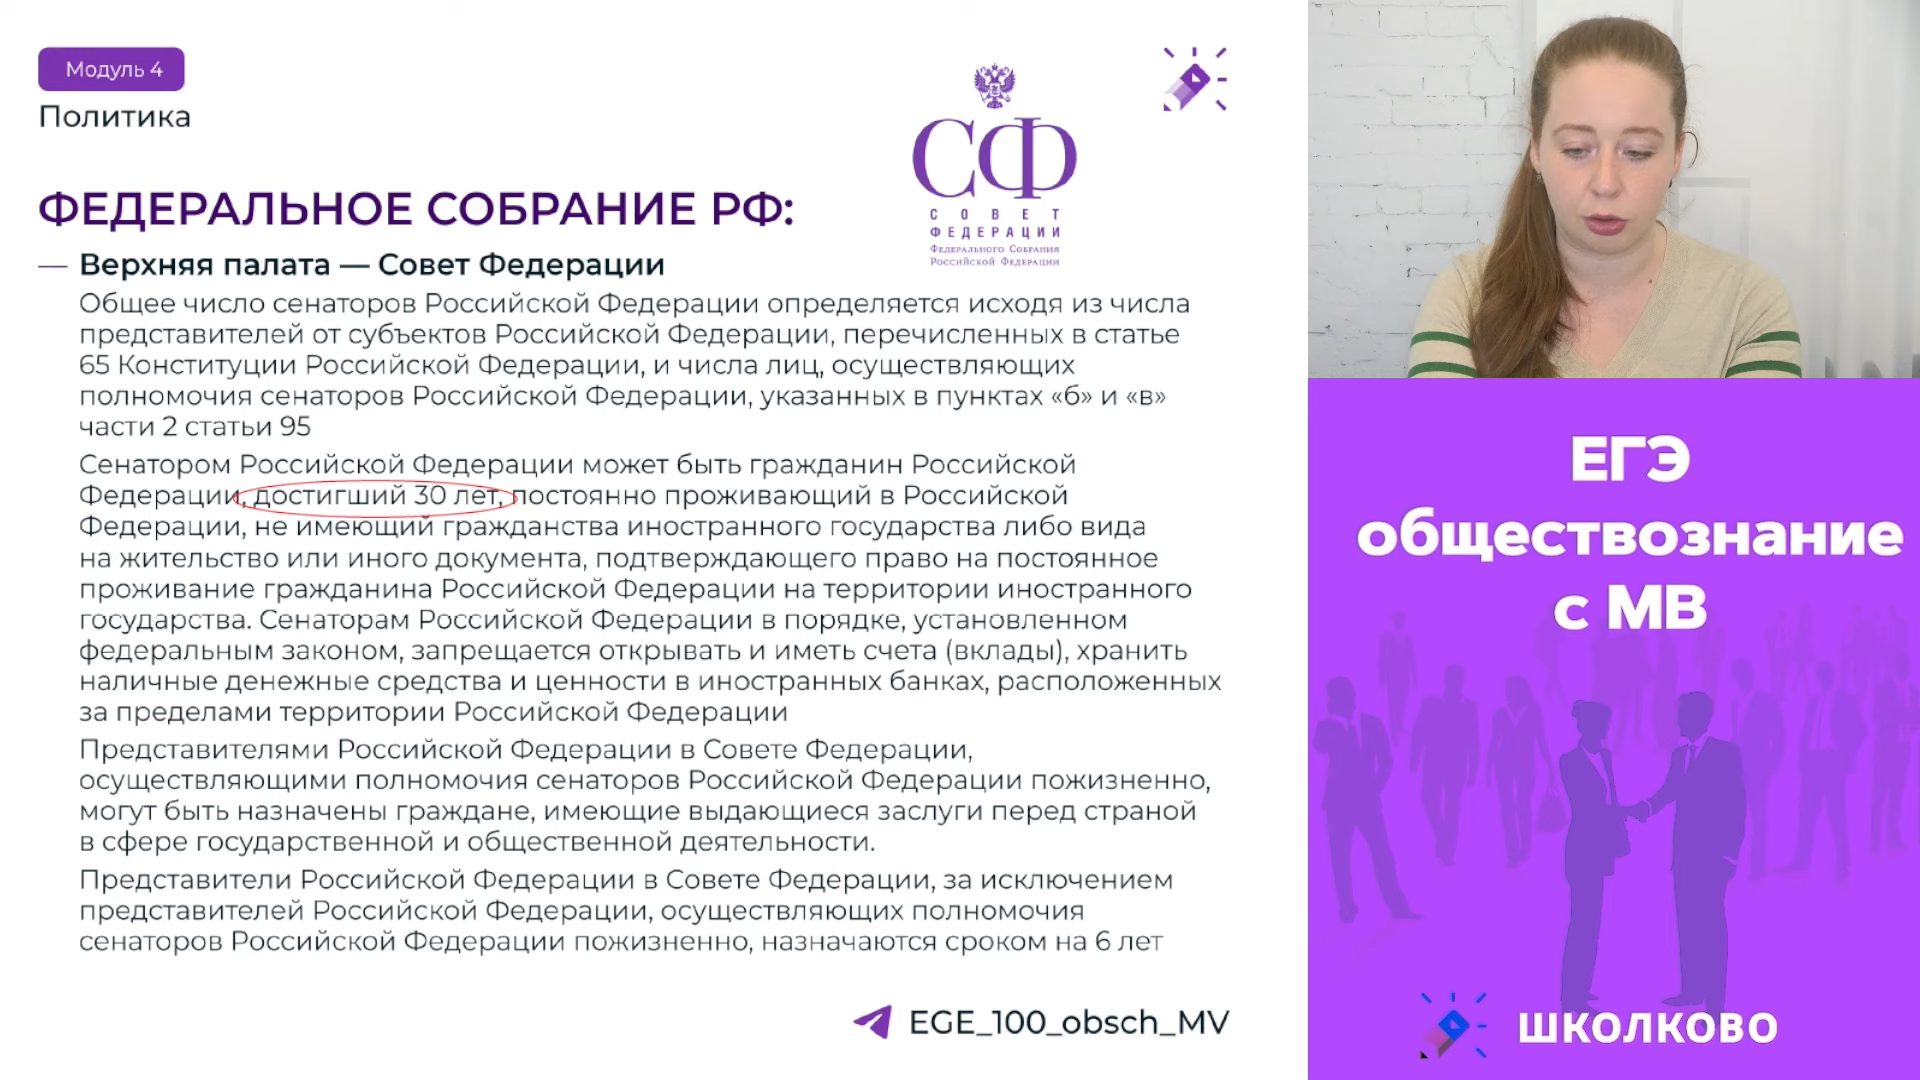 Модуль 4
Политика
СФ
СОВЕТ
ФЕДЕРАЦИИ
Федерального Собрания
Российской Федерации
ФЕДЕРАЛЬНОЕ СОБРАНИЕ РФ:
— Верхняя палата — Совет Федерации
Общее число сенаторов Российской Федерации определяется исходя из числа
представителей от субъектов Российской Федерации, перечисленных в статье
65 Конституции Российской Федерации, и числа лиц, осуществляющих
полномочия сенаторов Российской Федерации, указанных в пунктах «б» и «в»
части 2 статьи 95
Сенатором Российской Федерации может быть гражданин Российской
Федерации, достигший 30 лет, постоянно проживающий в Российской
Федерации, не имеющий гражданства иностранного государства либо вида
на жительство или иного документа, подтверждающего право на постоянное
проживание гражданина Российской Федерации на территории иностранного
государства. Сенаторам Российской Федерации в порядке, установленном
федеральным законом, запрещается открывать и иметь счета (вклады), хранить
наличные денежные средства и ценности в иностранных банках, расположенных
за пределами территории Российской Федерации
Представителями Российской Федерации в Совете Федерации,
осуществляющими полномочия сенаторов Российской Федерации пожизненно,
могут быть назначены граждане, имеющие выдающиеся заслуги перед страной
в сфере государственной и общественной деятельности.
Представители Российской Федерации в Совете Федерации, за исключением
представителей Российской Федерации, осуществляющих полномочия
сенаторов Российской Федерации пожизненно, назначаются сроком на 6 лет
EGE_100_obsch_MV
ЕГЭ
обществознание
с МВ
ШКОЛКОВО